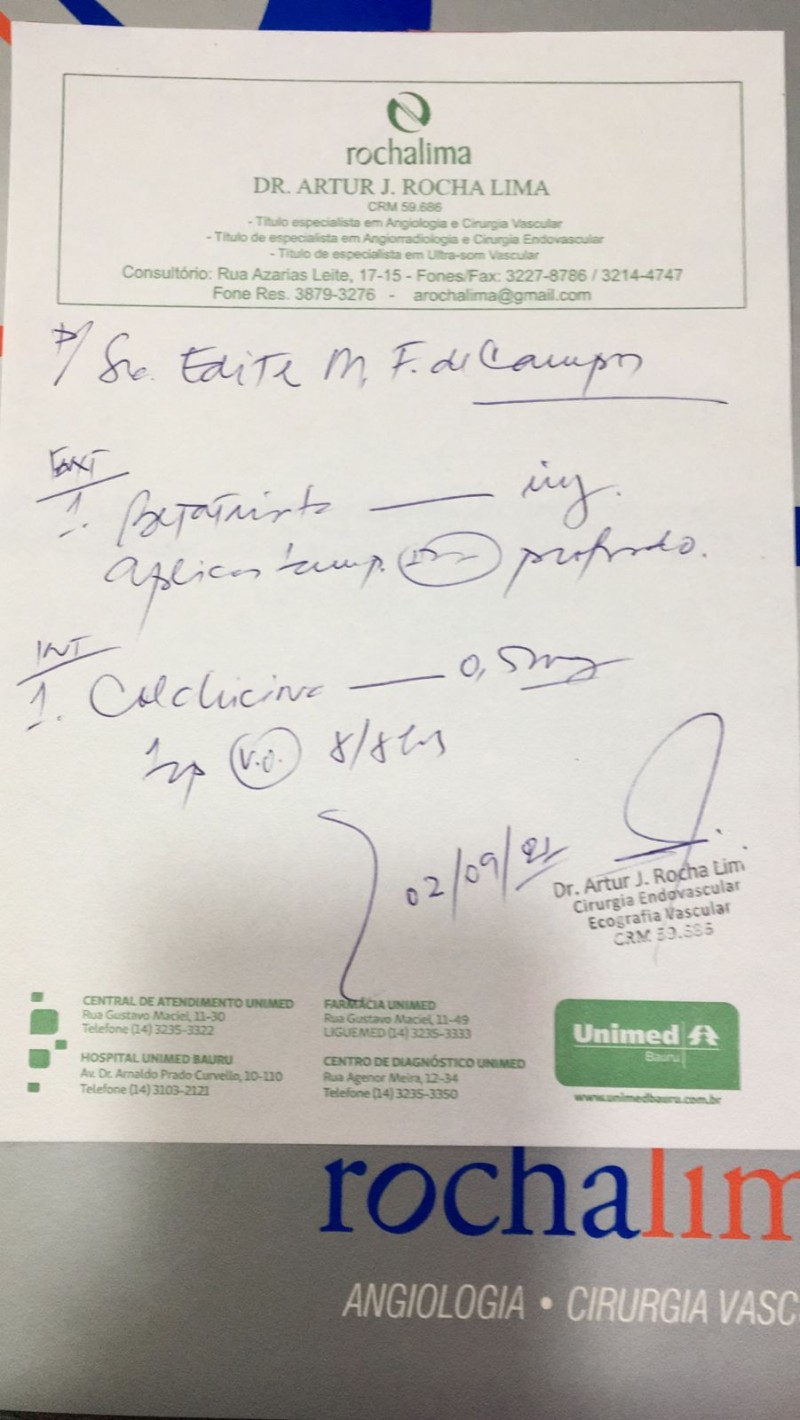 rochalima
DR. ARTUR J. ROCHA LIMA
CRM 59.686
- Título especialista em Angiologia e Cirurgia Vascular
- Título de especialista em Angiorradiologia e Cirurgia Endovascular
- Título de especialista em Ultra-som Vascular
Consultório: Rua Azarias Leite, 17-15 - Fones/Fax: 3227-8786 / 3214-4747
Fone Res. 3879-3276 - arochalima@gmail.com
P/ Sra. Edite M. F. de Campos
EXT
1. Betatrinta — inj.
Aplicar 1 amp. IM profundo.
INT
1. Colchicina — 0,5mg
1cp V.O. 8/8hs
02/09/21
Dr. Artur J. Rocha Lim
Cirurgia Endovascular
Ecografia Vascular
CRM 59.686
CENTRAL DE ATENDIMENTO UNIMED
Rua Gustavo Maciel, 11-30
Telefone (14) 3235-3322
HOSPITAL UNIMED BAURU
Av. Dr. Arnaldo Prado Curvello, 10-110
Telefone (14) 3103-2121
FARMÁCIA UNIMED
Rua Gustavo Maciel, 11-49
LIGUEMED (14) 3235-3333
CENTRO DE DIAGNÓSTICO UNIMED
Rua Agenor Meira, 12-34
Telefone (14) 3235-3350
Unimed
Bauru
www.unimedbauru.com.br
rochalim
ANGIOLOGIA • CIRURGIA VASC